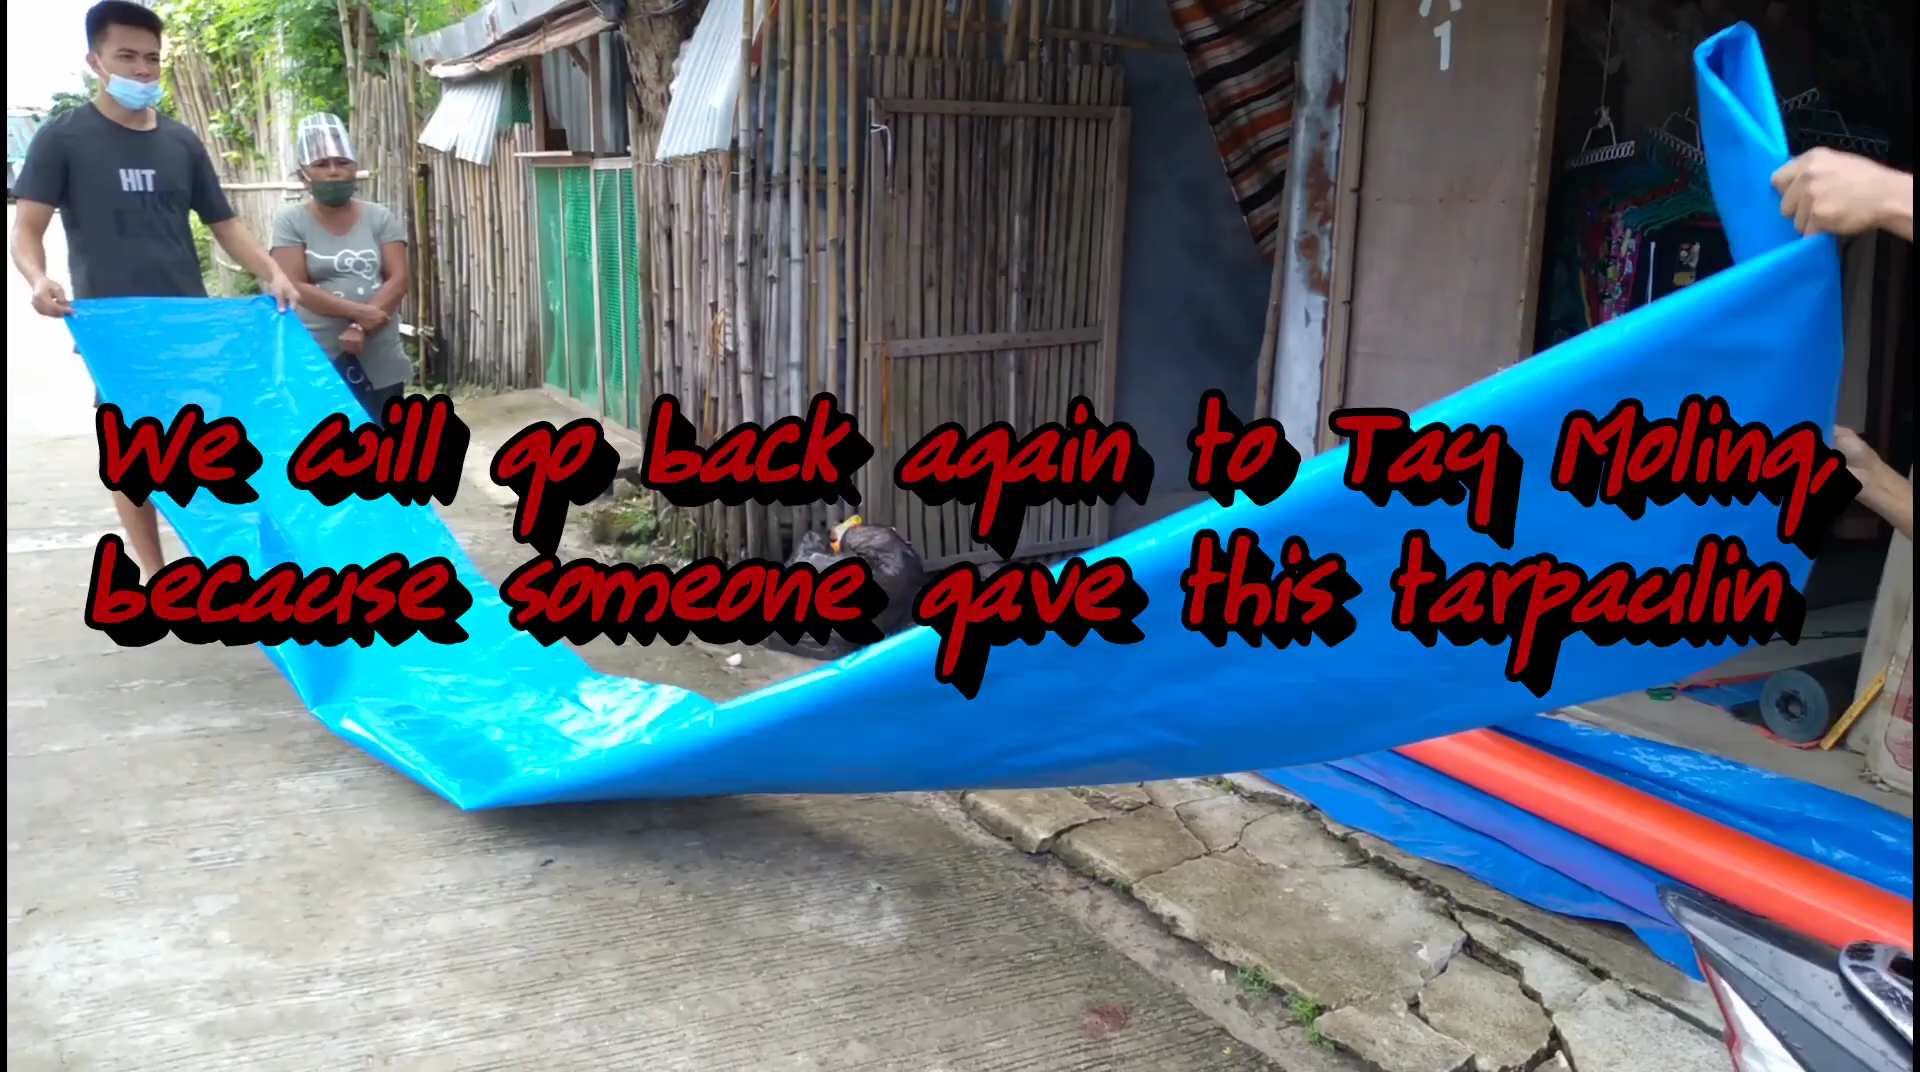 HIT
1
We will go back again to Tay Moling,
because someone gave this tarpaulin